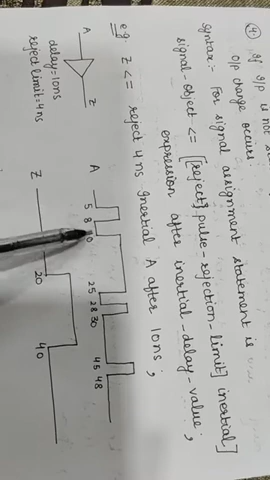 (4) If I/p is not
O/p change occurs
Syntax:- For signal assignment statement is
signal-object <= [[reject pulse-rejection-limit] inertial]
expression after inertial-delay-value;
eg Z <= reject 4ns Inertial A after 10ns;
A
Z
delay=10ns
reject limit=4ns
A
5 8 10 25 28 30 45 48
Z
20 40